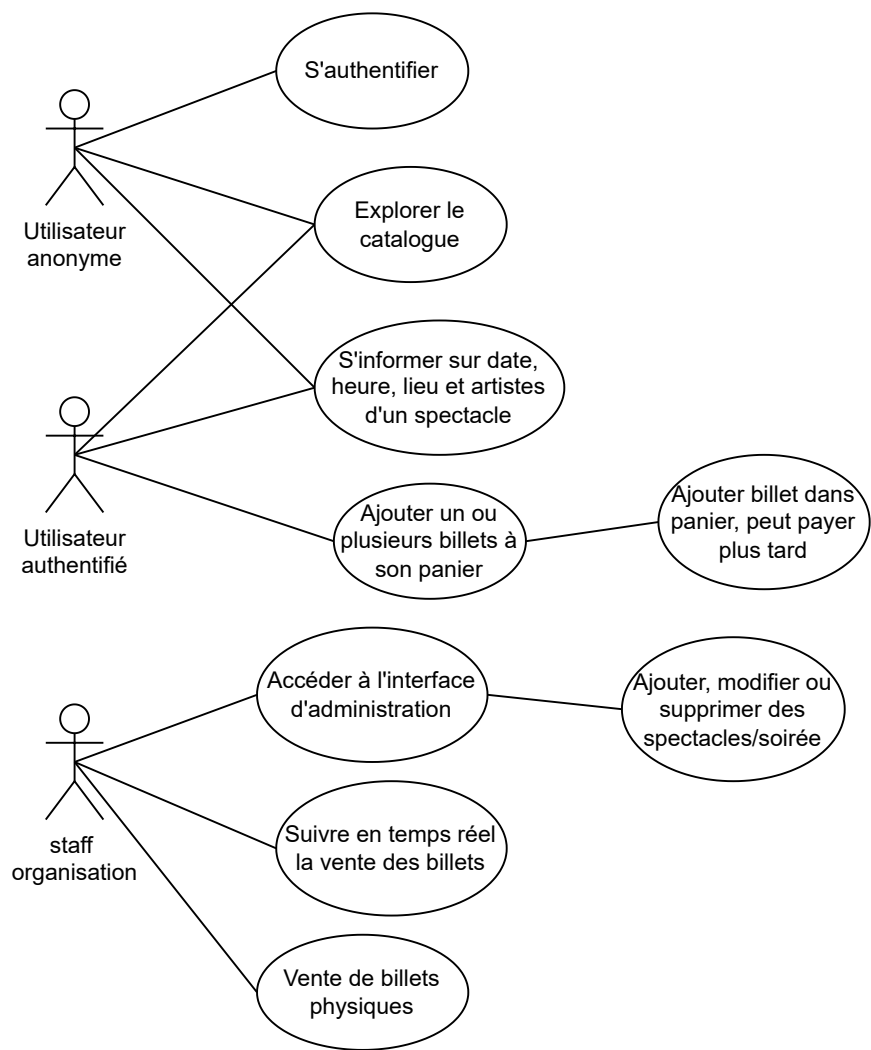 S'authentifier
Utilisateur
anonyme
Explorer le
catalogue
S'informer sur date,
heure, lieu et artistes
d'un spectacle
Utilisateur
authentifié
Ajouter un ou
plusieurs billets à
son panier
Ajouter billet dans
panier, peut payer
plus tard
Accéder à l'interface
d'administration
Ajouter, modifier ou
supprimer des
spectacles/soirée
staff
organisation
Suivre en temps réel
la vente des billets
Vente de billets
physiques